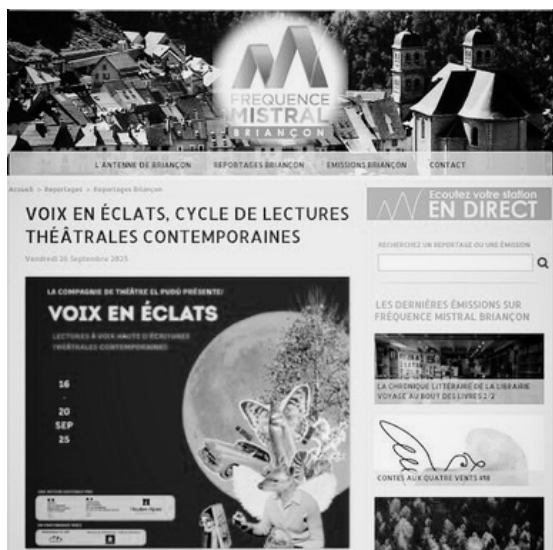 FREQUENCE
MISTRAL
BRIANÇON
L'ANTENNE DE BRIANÇON REPORTAGES BRIANÇON EMISSIONS BRIANÇON CONTACT
Accueil > Reportages > Reportages Briançon
Ecoutez votre station
EN DIRECT
VOIX EN ÉCLATS, CYCLE DE LECTURES
THÉÂTRALES CONTEMPORAINES
Vendredi 26 Septembre 2025
RECHERCHEZ UN REPORTAGE OU UNE ÉMISSION
LA COMPAGNIE DE THÉÂTRE EL PUDÙ PRÉSENTE/
VOIX EN ÉCLATS
LECTURES À VOIX HAUTE D'ÉCRITURES
THÉÂTRALES CONTEMPORAINES
16
-
20
SEP
25
LES DERNIÈRES ÉMISSIONS SUR
FRÉQUENCE MISTRAL BRIANÇON
LA CHRONIQUE LITTÉRAIRE DE LA LIBRAIRIE
VOYAGE AU BOUT DES LIVRES 2/2
CONTES AUX QUATRE VENTS #18